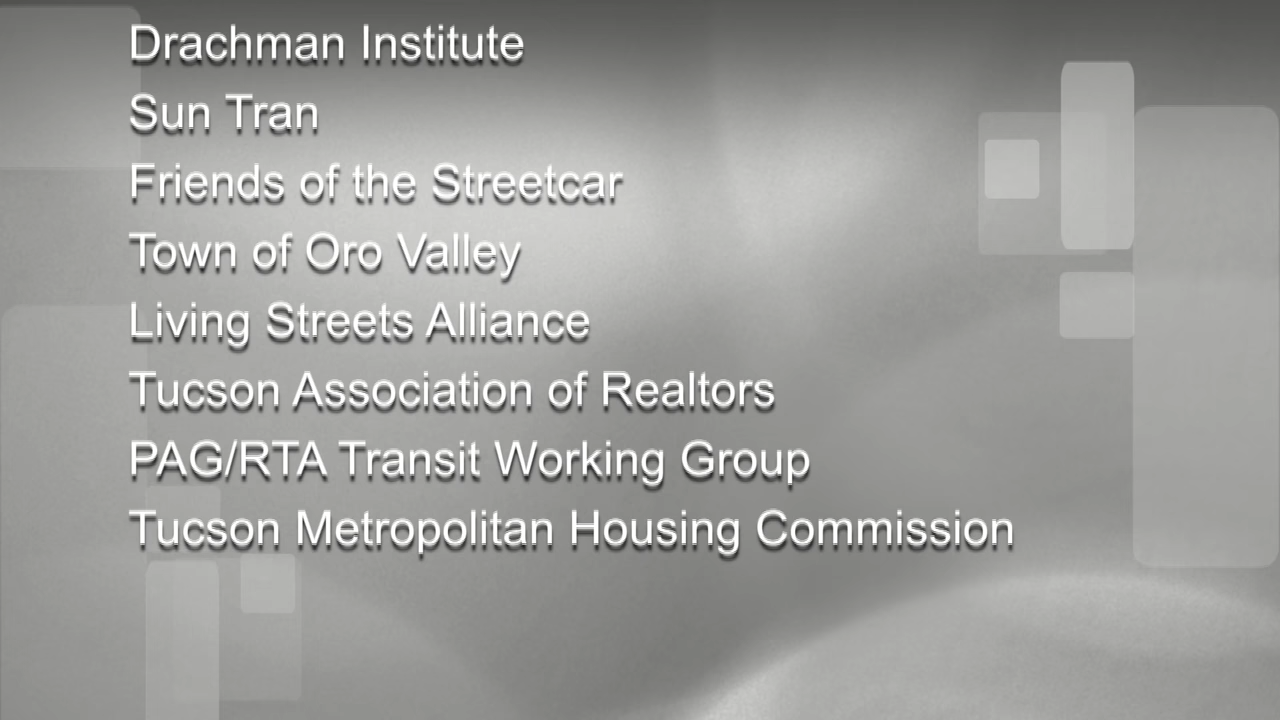 Drachman Institute
Sun Tran
Friends of the Streetcar
Town of Oro Valley
Living Streets Alliance
Tucson Association of Realtors
PAG/RTA Transit Working Group
Tucson Metropolitan Housing Commission